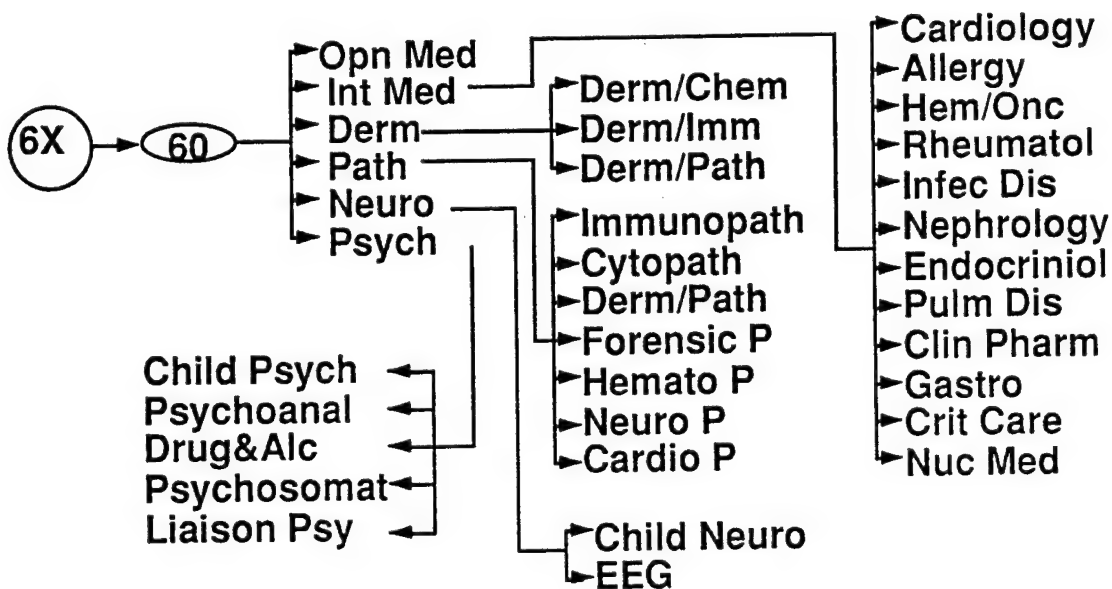 6X
60
Opn Med
Int Med
Derm
Path
Neuro
Psych
Derm/Chem
Derm/Imm
Derm/Path
Immunopath
Cytopath
Derm/Path
Forensic P
Hemato P
Neuro P
Cardio P
Cardiology
Allergy
Hem/Onc
Rheumatol
Infec Dis
Nephrology
Endocriniol
Pulm Dis
Clin Pharm
Gastro
Crit Care
Nuc Med
Child Psych
Psychoanal
Drug&Alc
Psychosomat
Liaison Psy
Child Neuro
EEG